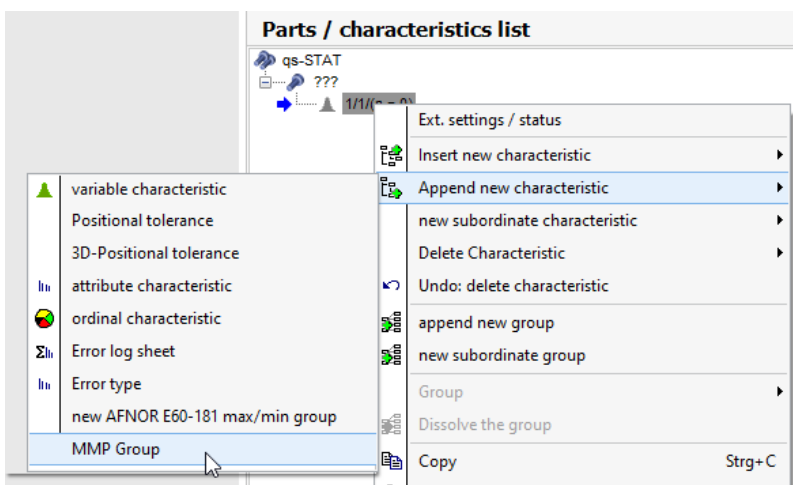 Parts / characteristics list
qs-STAT
???
1/1/(n = 0)
Ext. settings / status
Insert new characteristic
Append new characteristic
new subordinate characteristic
Delete Characteristic
Undo: delete characteristic
append new group
new subordinate group
Group
Dissolve the group
Copy Strg+C
variable characteristic
Positional tolerance
3D-Positional tolerance
attribute characteristic
ordinal characteristic
Error log sheet
Error type
new AFNOR E60-181 max/min group
MMP Group